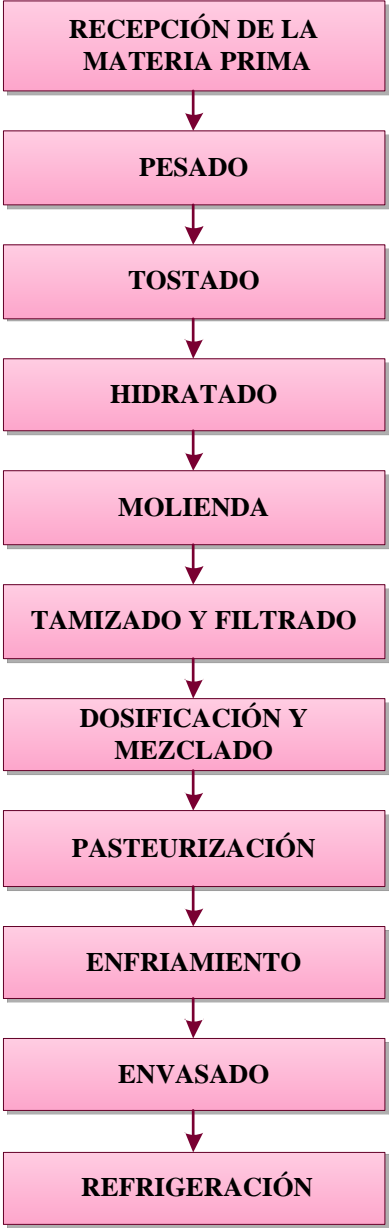 RECEPCIÓN DE LA
MATERIA PRIMA
PESADO
TOSTADO
HIDRATADO
MOLIENDA
TAMIZADO Y FILTRADO
DOSIFICACIÓN Y
MEZCLADO
PASTEURIZACIÓN
ENFRIAMIENTO
ENVASADO
REFRIGERACIÓN